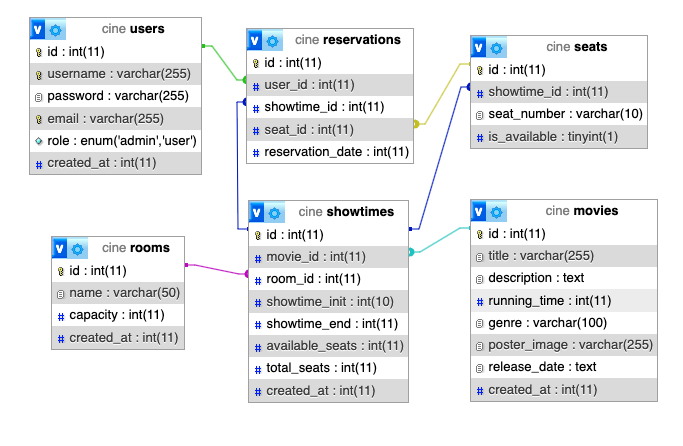 cine users
id : int(11)
username : varchar(255)
password : varchar(255)
email : varchar(255)
role : enum('admin','user')
created_at : int(11)
cine reservations
id : int(11)
user_id : int(11)
showtime_id : int(11)
seat_id : int(11)
reservation_date : int(11)
cine seats
id : int(11)
showtime_id : int(11)
seat_number : varchar(10)
is_available : tinyint(1)
cine rooms
id : int(11)
name : varchar(50)
capacity : int(11)
created_at : int(11)
cine showtimes
id : int(11)
movie_id : int(11)
room_id : int(11)
showtime_init : int(10)
showtime_end : int(11)
available_seats : int(11)
total_seats : int(11)
created_at : int(11)
cine movies
id : int(11)
title : varchar(255)
description : text
running_time : int(11)
genre : varchar(100)
poster_image : varchar(255)
release_date : text
created_at : int(11)